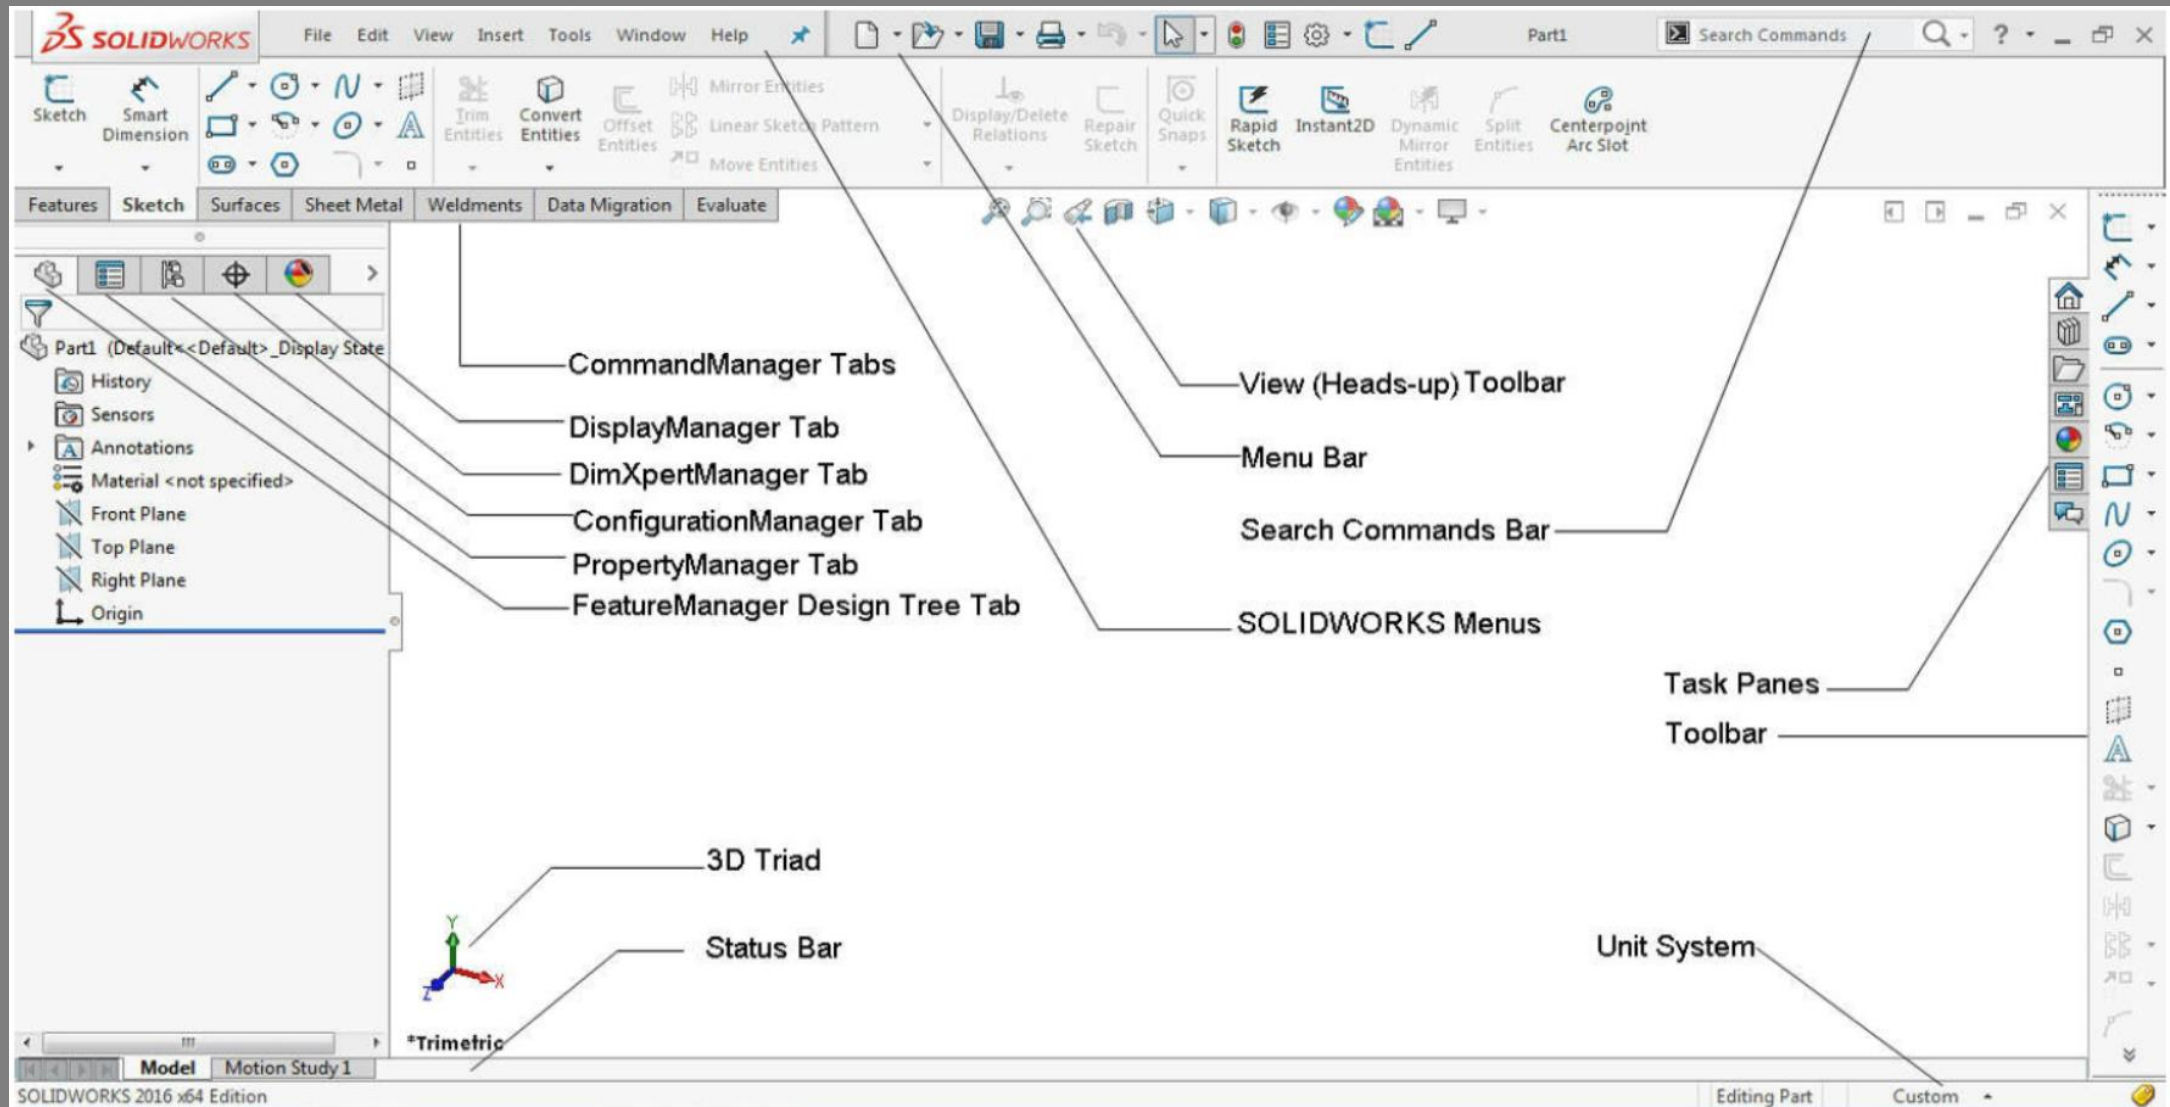 SOLIDWORKS File Edit View Insert Tools Window Help Part1 Search Commands ?
Sketch
Smart
Dimension
Trim
Entities
Convert
Entities
Offset
Entities
Mirror Entities
Linear Sketch Pattern
Move Entities
Display/Delete
Relations
Repair
Sketch
Quick
Snaps
Rapid
Sketch
Instant2D
Dynamic
Mirror
Entities
Split
Entities
Centerpoint
Arc Slot
Features Sketch Surfaces Sheet Metal Weldments Data Migration Evaluate
Part1 (Default<<Default>_Display State
History
Sensors
Annotations
Material <not specified>
Front Plane
Top Plane
Right Plane
Origin
CommandManager Tabs
DisplayManager Tab
DimXpertManager Tab
ConfigurationManager Tab
PropertyManager Tab
FeatureManager Design Tree Tab
View (Heads-up) Toolbar
Menu Bar
Search Commands Bar
SOLIDWORKS Menus
Task Panes
Toolbar
3D Triad
Status Bar
Unit System
Y
X
Z
*Trimetric
Model Motion Study 1
SOLIDWORKS 2016 x64 Edition Editing Part Custom